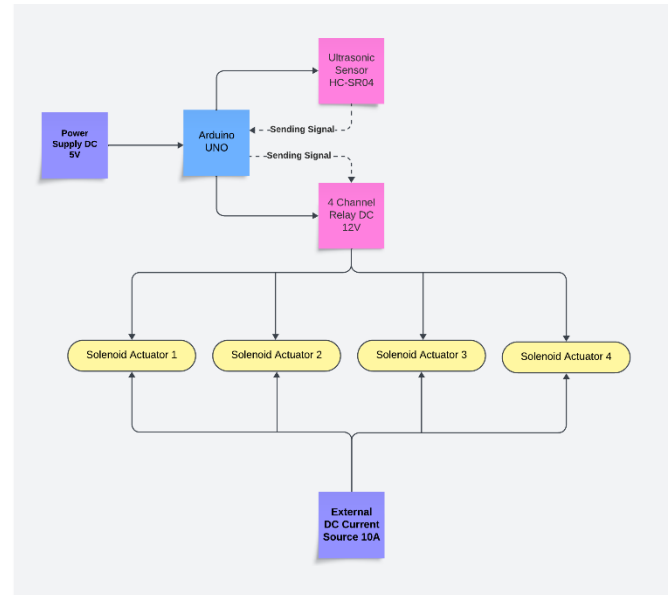 Ultrasonic
Sensor
HC-SR04
Power
Supply DC
5V
Arduino
UNO
Sending Signal
Sending Signal
4 Channel
Relay DC
12V
Solenoid Actuator 1
Solenoid Actuator 2
Solenoid Actuator 3
Solenoid Actuator 4
External
DC Current
Source 10A